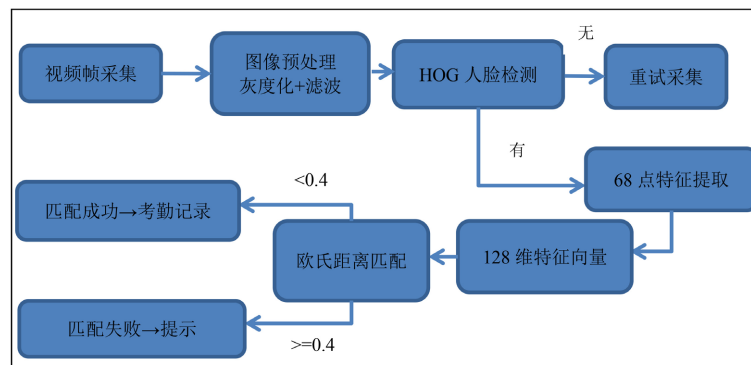 视频帧采集
图像预处理
灰度化+滤波
HOG 人脸检测
无
重试采集
有
68 点特征提取
<0.4
匹配成功→考勤记录
欧氏距离匹配
128 维特征向量
匹配失败→提示
>=0.4